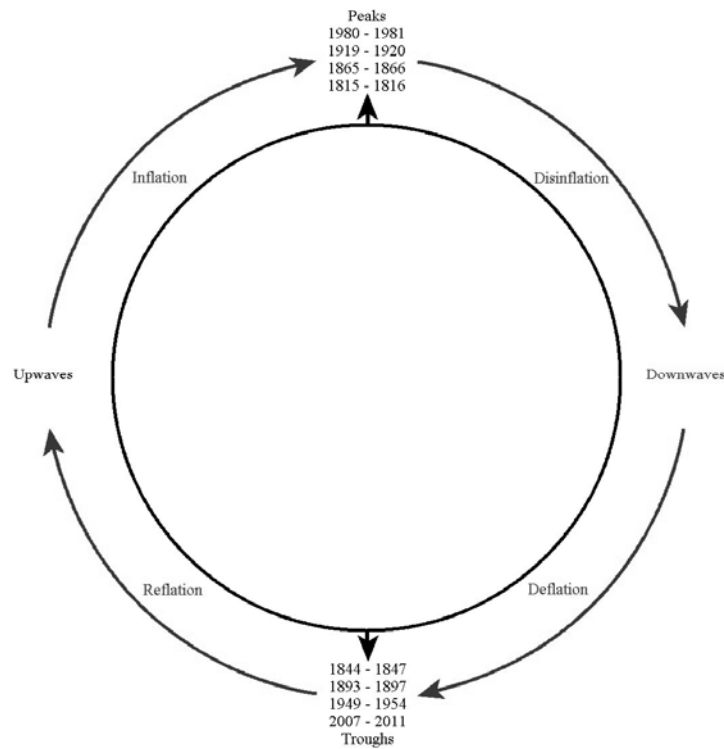 Peaks
1980 - 1981
1919 - 1920
1865 - 1866
1815 - 1816
Inflation
Disinflation
Upwaves
Downwaves
Reflation
Deflation
1844 - 1847
1893 - 1897
1949 - 1954
2007 - 2011
Troughs